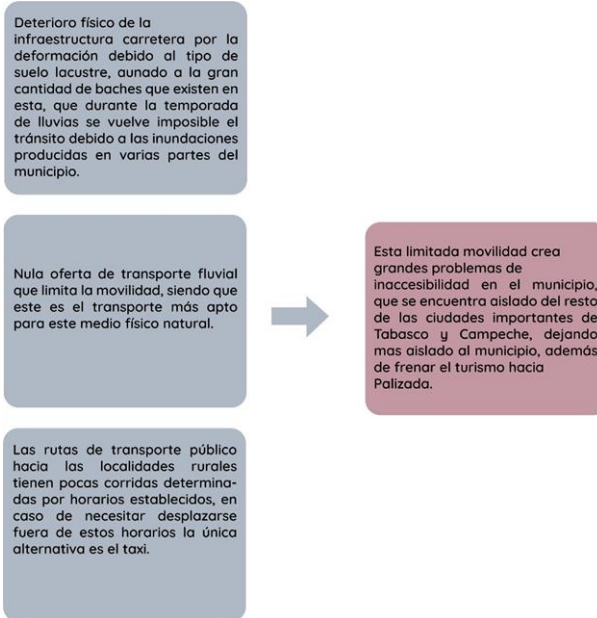 Deterioro físico de la
infraestructura carretera por la
deformación debido al tipo de
suelo lacustre, aunado a la gran
cantidad de baches que existen en
esta, que durante la temporada
de lluvias se vuelve imposible el
tránsito debido a las inundaciones
producidas en varias partes del
municipio.
Nula oferta de transporte fluvial
que limita la movilidad, siendo que
este es el transporte más apto
para este medio físico natural.
Las rutas de transporte público
hacia las localidades rurales
tienen pocas corridas determina-
das por horarios establecidos, en
caso de necesitar desplazarse
fuera de estos horarios la única
alternativa es el taxi.
Esta limitada movilidad crea
grandes problemas de
inaccesibilidad en el municipio,
que se encuentra aislado del resto
de las ciudades importantes de
Tabasco y Campeche, dejando
mas aislado al municipio, además
de frenar el turismo hacia
Palizada.